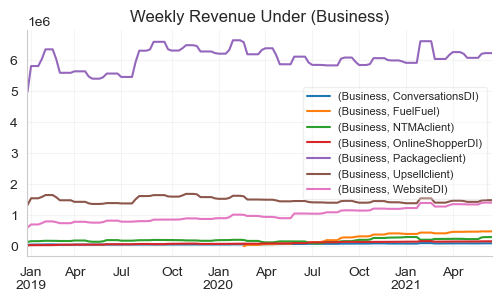 Weekly Revenue Under (Business)
1e6
6
5
4
3
2
1
0
(Business, ConversationsDI)
(Business, FuelFuel)
(Business, NTMAclient)
(Business, OnlineShopperDI)
(Business, Packageclient)
(Business, Upsellclient)
(Business, WebsiteDI)
Jan Apr Jul Oct Jan Apr Jul Oct Jan Apr
2019 2020 2021